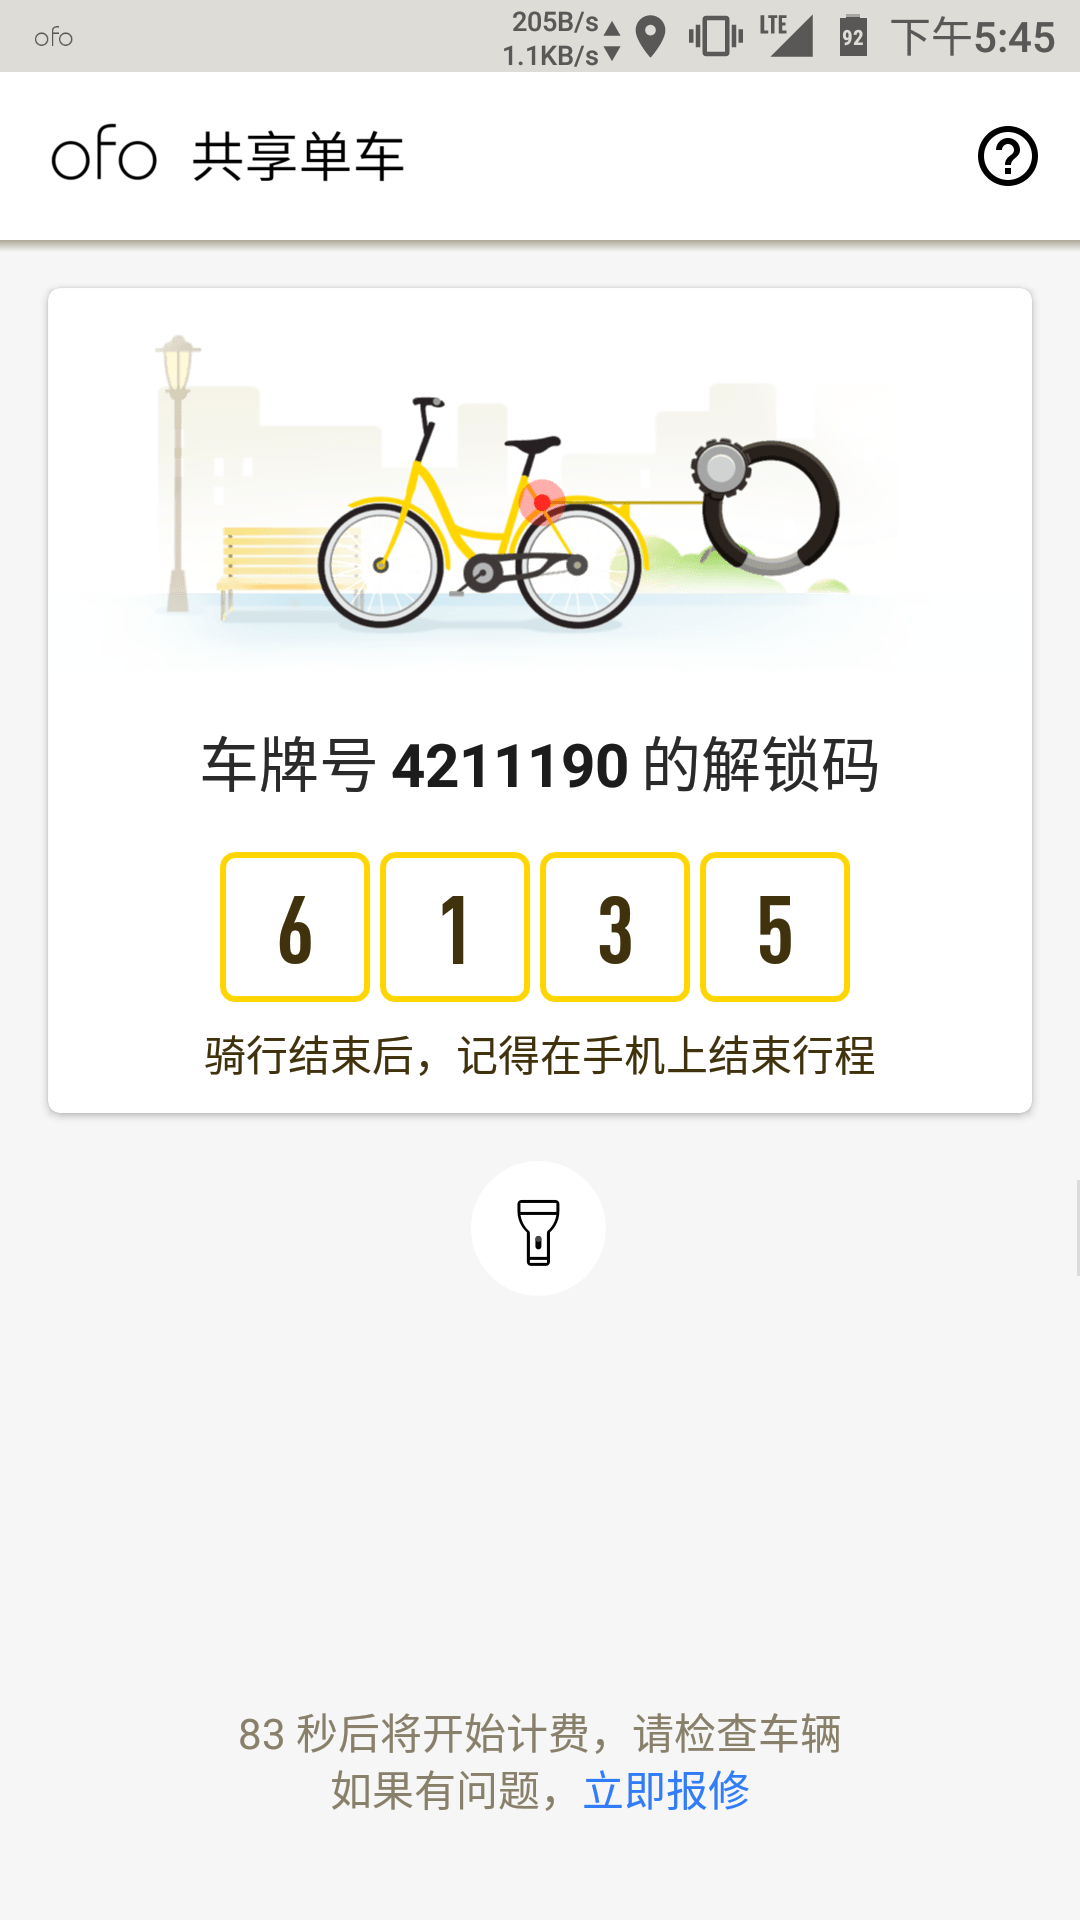 ofo
205B/s
1.1KB/s
LTE
92
下午5:45
ofo 共享单车
车牌号 4211190 的解锁码
6 1 3 5
骑行结束后，记得在手机上结束行程
83 秒后将开始计费，请检查车辆
如果有问题，立即报修